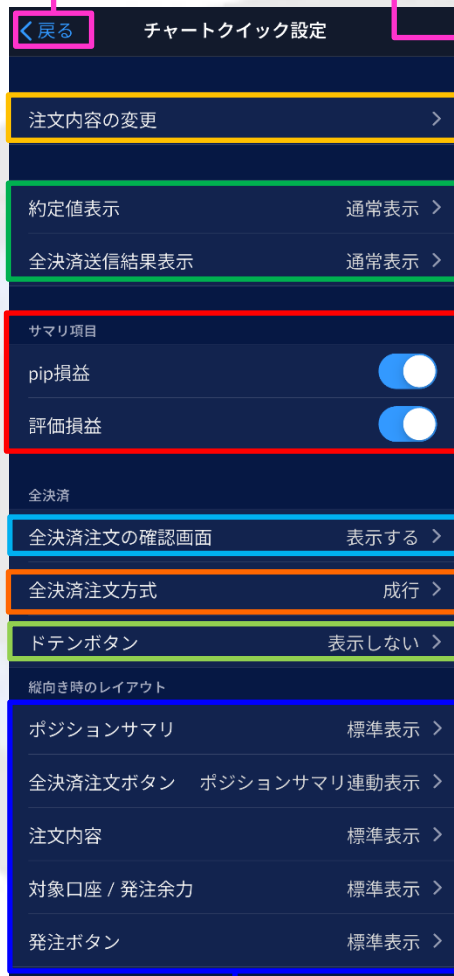 戻る チャートクイック設定
注文内容の変更
約定値表示 通常表示
全決済送信結果表示 通常表示
サマリ項目
pip損益
評価損益
全決済
全決済注文の確認画面 表示する
全決済注文方式 成行
ドテンボタン 表示しない
縦向き時のレイアウト
ポジションサマリ 標準表示
全決済注文ボタン ポジションサマリ連動表示
注文内容 標準表示
対象口座 / 発注余力 標準表示
発注ボタン 標準表示